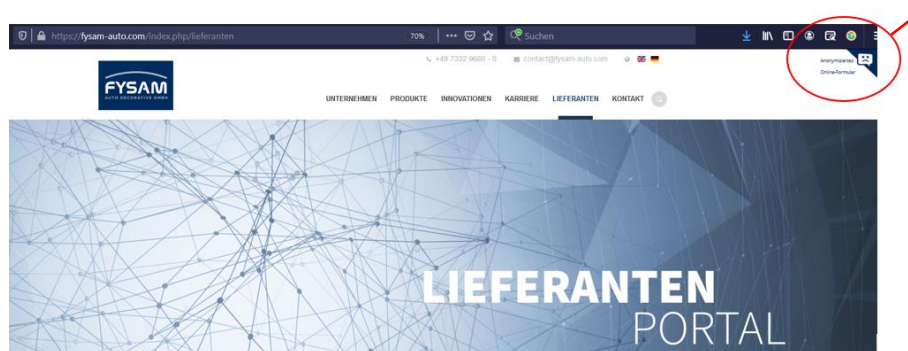 https://fysam-auto.com/index.php/lieferanten
70%
Suchen
+49 7332 9660 - 0
contact@fysam-auto.com
Anonymisiertes
Online-Formular
FYSAM
AUTO DECORATIVE GMBH
UNTERNEHMEN PRODUKTE INNOVATIONEN KARRIERE LIEFERANTEN KONTAKT
LIEFERANTEN
PORTAL